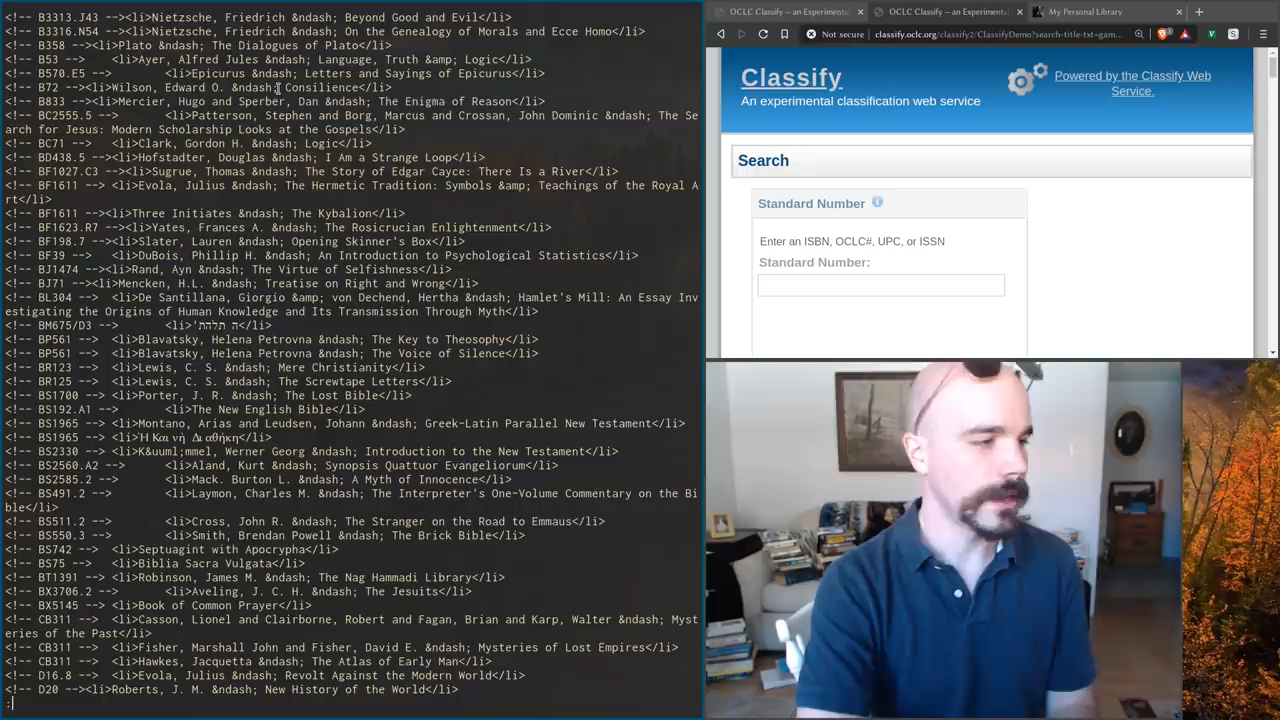 <!-- B3313.J43 --><li>Nietzsche, Friedrich &ndash; Beyond Good and Evil</li>
<!-- B3316.N54 --><li>Nietzsche, Friedrich &ndash; On the Genealogy of Morals and Ecce Homo</li>
<!-- B358 --><li>Plato &ndash; The Dialogues of Plato</li>
<!-- B53 --> <li>Ayer, Alfred Jules &ndash; Language, Truth &amp; Logic</li>
<!-- B570.E5 --> <li>Epicurus &ndash; Letters and Sayings of Epicurus</li>
<!-- B72 --><li>Wilson, Edward O. &ndash; Consilience</li>
<!-- B833 --><li>Mercier, Hugo and Sperber, Dan &ndash; The Enigma of Reason</li>
<!-- BC2555.5 --> <li>Patterson, Stephen and Borg, Marcus and Crossan, John Dominic &ndash; The Se
arch for Jesus: Modern Scholarship Looks at the Gospels</li>
<!-- BC71 --> <li>Clark, Gordon H. Logic</li>
<!-- BD438.5 --> <li>Hofstadter, Douglas &ndash; I Am a Strange Loop</li>
<!-- BF1027.C3 --> <li>Sugrue, Thomas &ndash; The Story of Edgar Cayce: There Is a River</li>
<!-- BF1611 --> <li>Evola, Julius &ndash; The Hermetic Tradition: Symbols &amp; Teachings of the Royal A
rt</li>
<!-- BF1611 --><li>Three Initiates &ndash; The Kybalion</li>
<!-- BF1623.R7 --><li>Yates, Frances A. &ndash; The Rosicrucian Enlightenment</li>
<!-- BF198.7 --><li>Slater, Lauren &ndash; Opening Skinner's Box</li>
<!-- BF39 --><li>DuBois, Phillip H. &ndash; An Introduction to Psychological Statistics</li>
<!-- BJ1474 --><li>Rand, Ayn &ndash; The Virtue of Selfishness</li>
<!-- BJ71 --><li>Mencken, H.L. &ndash; Treatise on Right and Wrong</li>
<!-- BL304 --><li>De Santillana, Giorgio &amp; von Dechend, Hertha &ndash; Hamlet's Mill: An Essay Inv
estigating the Origins of Human Knowledge and Its Transmission Through Myth</li>
<!-- BM675/D3 --> <li>'ה תלהת</li>
<!-- BP561 --> <li>Blavatsky, Helena Petrovna &ndash; The Key to Theosophy</li>
<!-- BP561 --> <li>Blavatsky, Helena Petrovna &ndash; The Voice of Silence</li>
<!-- BR123 --> <li>Lewis, C. S. &ndash; Mere Christianity</li>
<!-- BR125 --> <li>Lewis, C. S. &ndash; The Screwtape Letters</li>
<!-- BS1700 --> <li>Porter, J. R. &ndash; The Lost Bible</li>
<!-- BS192.A1 --> <li>The New English Bible</li>
<!-- BS1965 --> <li>Montano, Arias and Leudsen, Johann &ndash; Greek-Latin Parallel New Testament</li>
<!-- BS1965 --> <li>Ἡ Καινὴ Διαθήκη</li>
<!-- BS2330 --> <li>K&uuml;mmel, Werner Georg &ndash; Introduction to the New Testament</li>
<!-- BS2560.A2 --> <li>Aland, Kurt &ndash; Synopsis Quattuor Evangeliorum</li>
<!-- BS2585.2 --> <li>Mack. Burton L. &ndash; A Myth of Innocence</li>
<!-- BS491.2 --> <li>Laymon, Charles M. &ndash; The Interpreter's One-Volume Commentary on the Bi
ble</li>
<!-- BS511.2 --> <li>Cross, John R. &ndash; The Stranger on the Road to Emmaus</li>
<!-- BS550.3 --> <li>Smith, Brendan Powell &ndash; The Brick Bible</li>
<!-- BS742 --> <li>Septuagint with Apocrypha</li>
<!-- BS75 --> <li>Biblia Sacra Vulgata</li>
<!-- BT1391 --> <li>Robinson, James M. &ndash; The Nag Hammadi Library</li>
<!-- BX3706.2 --> <li>Aveling, J. C. H. &ndash; The Jesuits</li>
<!-- BX5145 --> <li>Book of Common Prayer</li>
<!-- CB311 --> <li>Casson, Lionel and Clairborne, Robert and Fagan, Brian and Karp, Walter &ndash; Myst
eries of the Past</li>
<!-- CB311 --> <li>Fisher, Marshall John and Fisher, David E. &ndash; Mysteries of Lost Empires</li>
<!-- CB311 --> <li>Hawkes, Jacquetta &ndash; The Atlas of Early Man</li>
<!-- D16.8 --> <li>Evola, Julius &ndash; Revolt Against the Modern World</li>
<!-- D20 --><li>Roberts, J. M. &ndash; New History of the World</li>
:
OCLC Classify -- an Experimenta
OCLC Classify -- an Experimenta
My Personal Library
Not secure
classify.oclc.org/classify2/ClassifyDemo?search-title-txt=gam...
Classify
An experimental classification web service
Powered by the Classify Web
Service.
Search
Standard Number
Enter an ISBN, OCLC#, UPC, or ISSN
Standard Number: